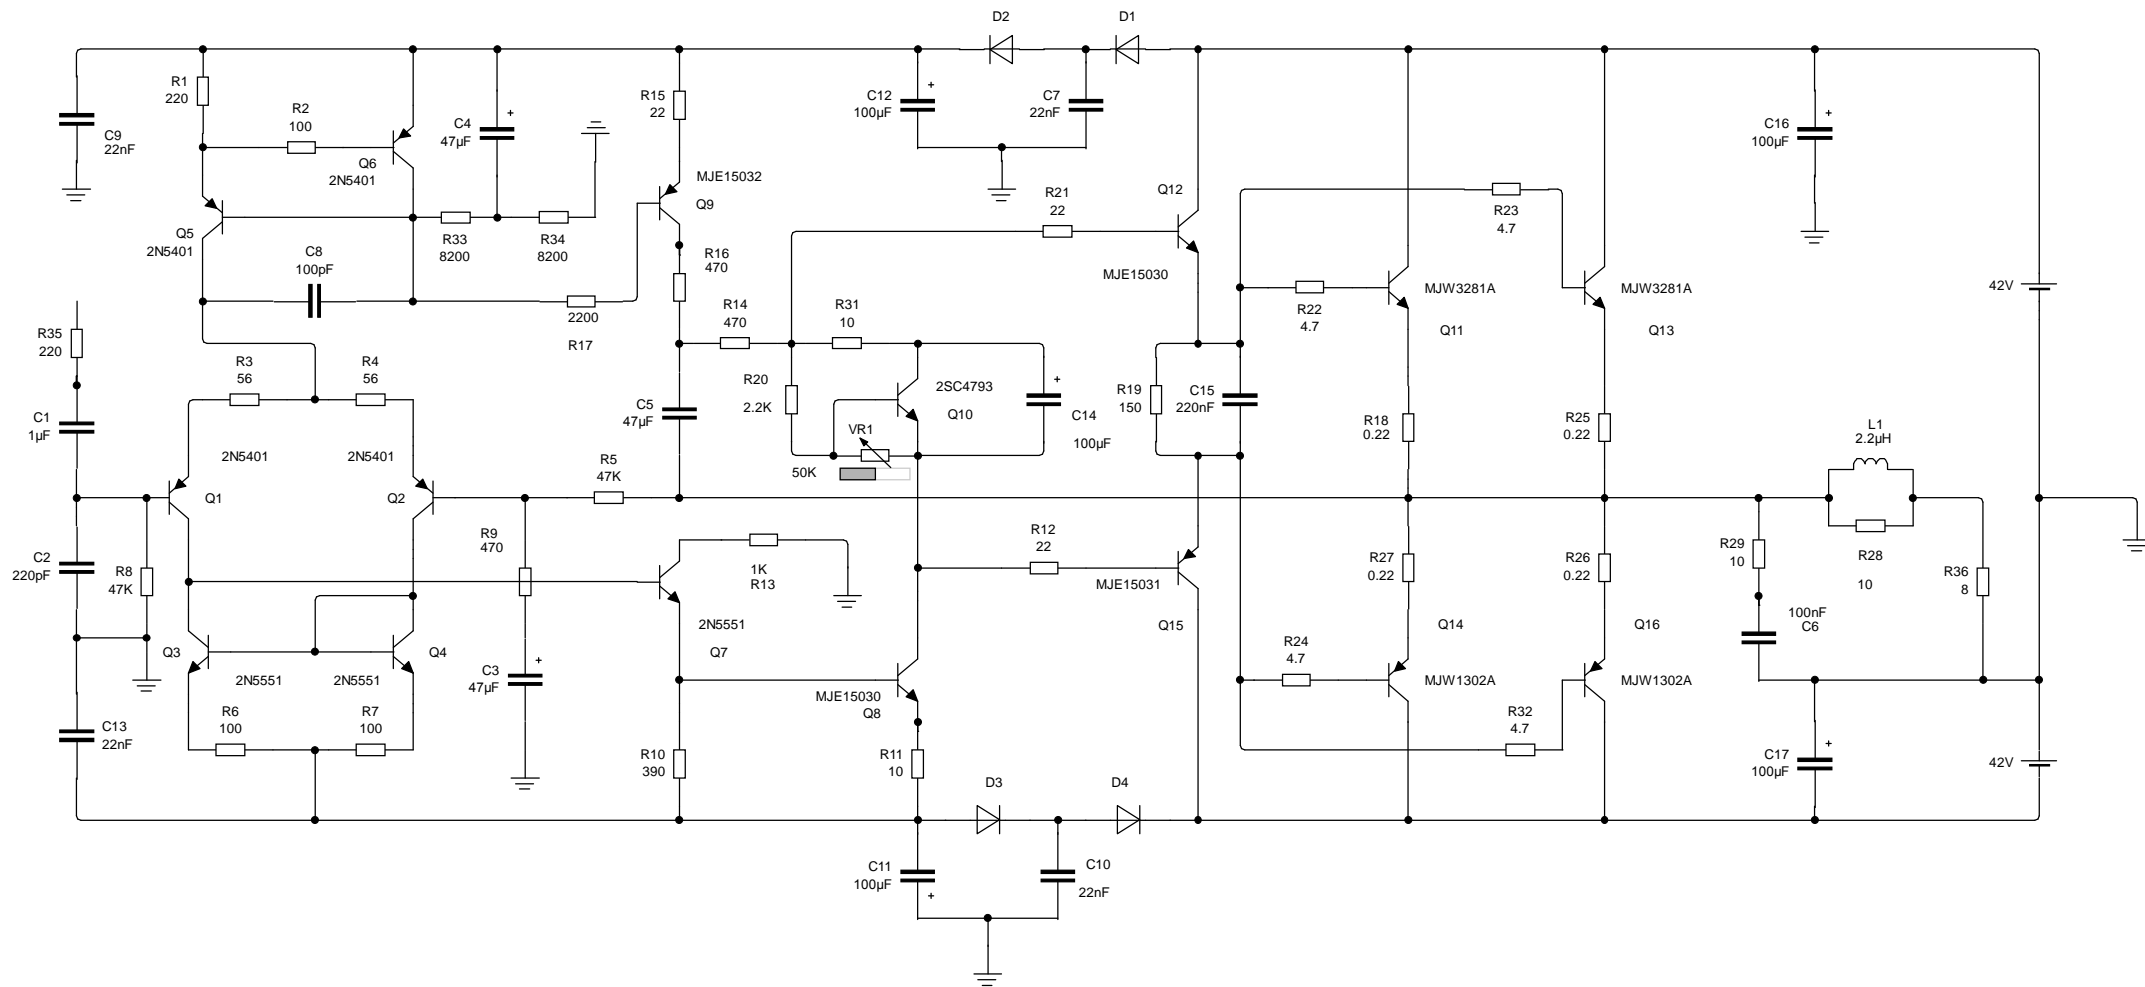 D2
D1
R1
220
R2
100
C9
22nF
C4
47µF
Q6
2N5401
R15
22
C12
100µF
C7
22nF
C16
100µF
MJE15032
Q9
R21
22
Q12
R23
4.7
Q5
2N5401
R33
8200
R34
8200
C8
100pF
R16
470
MJE15030
MJW3281A
MJW3281A
42V
R22
4.7
Q11
Q13
R35
220
2200
R17
R14
470
R31
10
R3
56
R4
56
R20
2.2K
2SC4793
Q10
R19
150
C15
220nF
C1
1µF
C5
47µF
VR1
C14
100µF
R18
0.22
R25
0.22
L1
2.2µH
2N5401
2N5401
R5
47K
50K
Q1
Q2
R9
470
R12
22
C2
220pF
R8
47K
1K
R13
R27
0.22
R26
0.22
R29
10
R28
10
R36
8
MJE15031
2N5551
Q7
Q15
100nF
C6
Q3
Q4
2N5551
2N5551
C3
47µF
Q14
Q16
R24
4.7
MJW1302A
MJW1302A
MJE15030
Q8
R6
100
R7
100
C13
22nF
R32
4.7
R10
390
R11
10
C17
100µF
42V
D3
D4
C11
100µF
C10
22nF